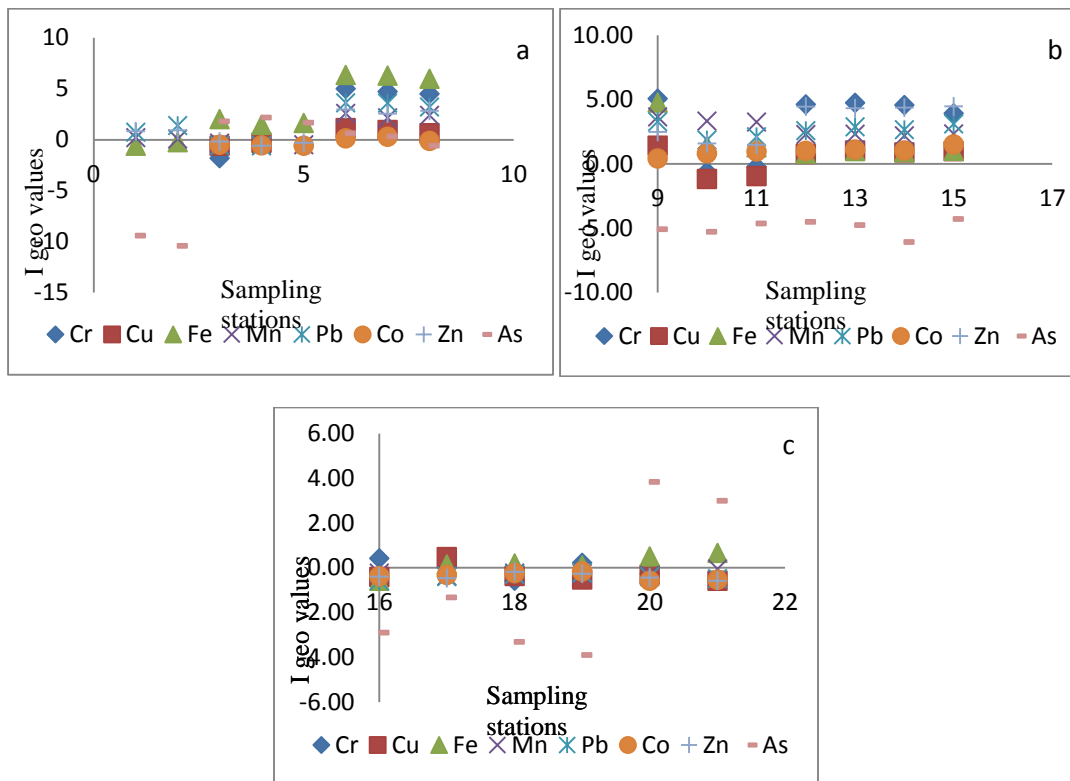 a
10
5
0
-5
-10
-15
0
5
10
I geo values
Sampling
stations
Cr Cu Fe Mn Pb Co Zn As
b
10.00
5.00
0.00
-5.00
-10.00
9
11
13
15
17
I geo values
Sampling
stations
Cr Cu Fe Mn Pb Co Zn As
c
6.00
4.00
2.00
0.00
-2.00
-4.00
-6.00
16
18
20
22
I geo values
Sampling
stations
Cr Cu Fe Mn Pb Co Zn As